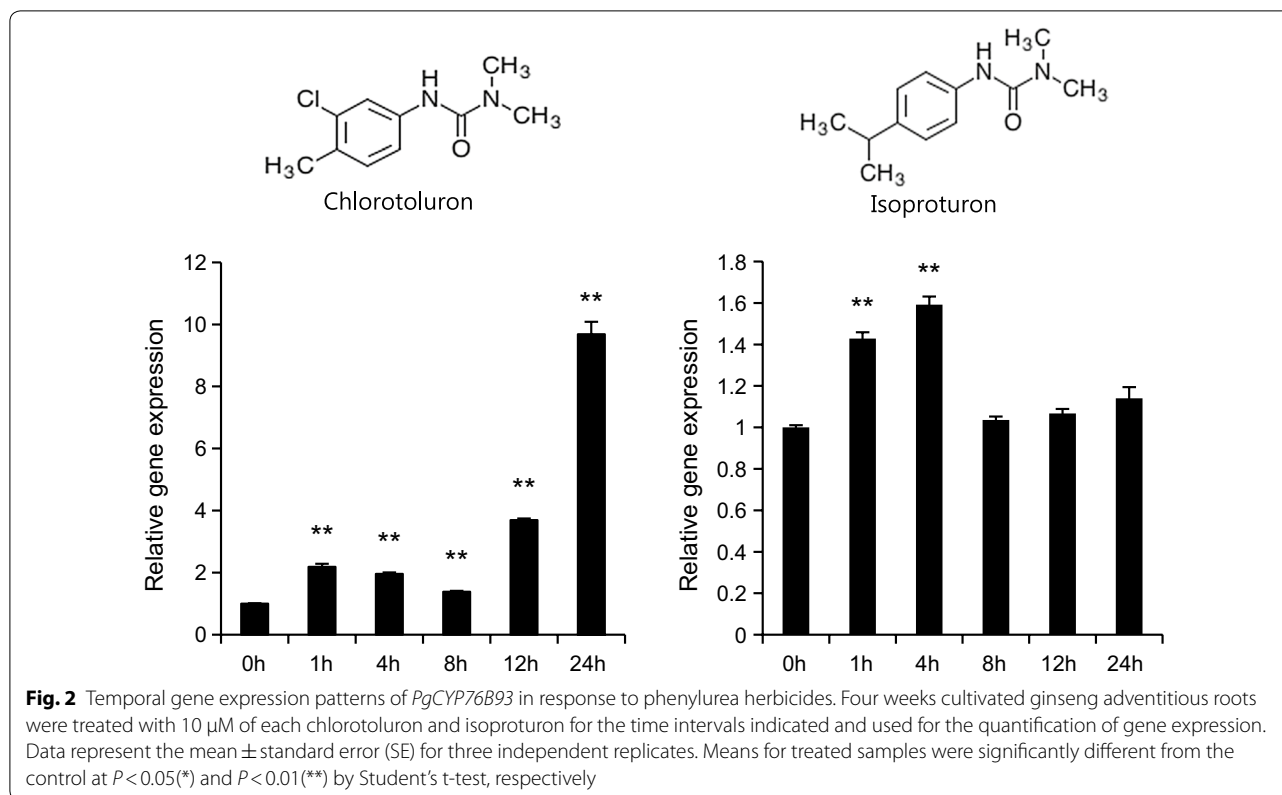 H
N
CH3
N
CH3
O
Cl
H3C
Chlorotoluron
H3C
H
N
N
CH3
O
H3C
CH3
Isoproturon
Relative gene expression
12
10
8
6
4
2
0
**
**
**
**
**
0h 1h 4h 8h 12h 24h
Relative gene expression
1.8
1.6
1.4
1.2
1
0.8
0.6
0.4
0.2
0
**
**
0h 1h 4h 8h 12h 24h
Fig. 2 Temporal gene expression patterns of PgCYP76B93 in response to phenylurea herbicides. Four weeks cultivated ginseng adventitious roots
were treated with 10 µM of each chlorotoluron and isoproturon for the time intervals indicated and used for the quantification of gene expression.
Data represent the mean ± standard error (SE) for three independent replicates. Means for treated samples were significantly different from the
control at P < 0.05(*) and P < 0.01(**) by Student's t-test, respectively